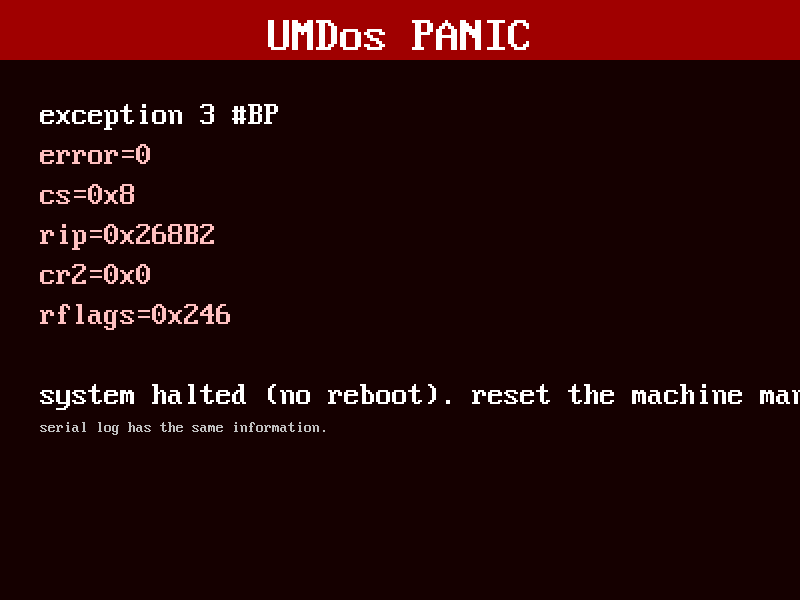 UMDos PANIC
exception 3 #BP
error=0
cs=0x8
rip=0x268B2
cr2=0x0
rflags=0x246
system halted (no reboot). reset the machine mar
serial log has the same information.